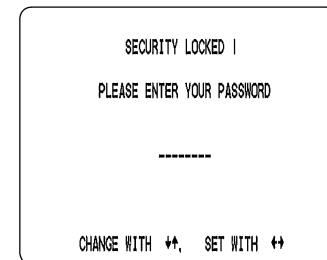 SECURITY LOCKED !
PLEASE ENTER YOUR PASSWORD
--------
CHANGE WITH ↓↑, SET WITH ←→